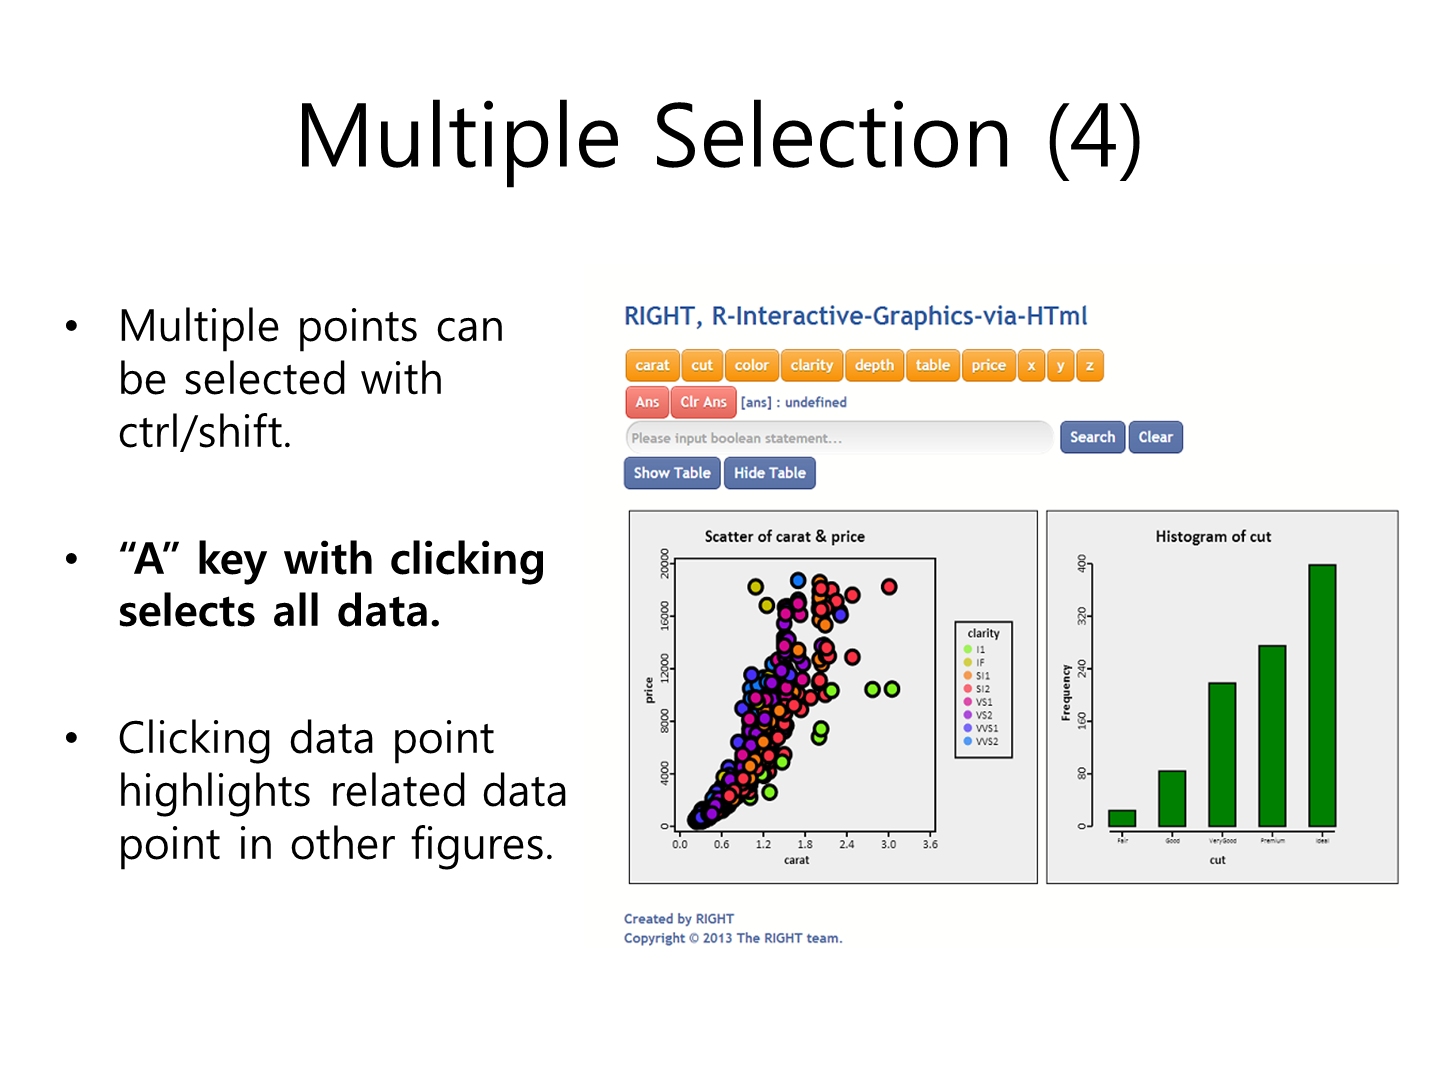 Multiple Selection (4)
• Multiple points can
be selected with
ctrl/shift.
• “A” key with clicking
selects all data.
• Clicking data point
highlights related data
point in other figures.
RIGHT, R-Interactive-Graphics-via-HTml
carat cut color clarity depth table price x y z
Ans Clr Ans [ans] : undefined
Please input boolean statement... Search Clear
Show Table Hide Table
Scatter of carat & price
price
20000
16000
12000
8000
4000
0
0.0 0.6 1.2 1.8 2.4 3.0 3.6
carat
clarity
I1
IF
SI1
SI2
VS1
VS2
VVS1
VVS2
Histogram of cut
Frequency
400
320
240
160
80
0
Fair Good VeryGood Premium Ideal
cut
Created by RIGHT
Copyright © 2013 The RIGHT team.